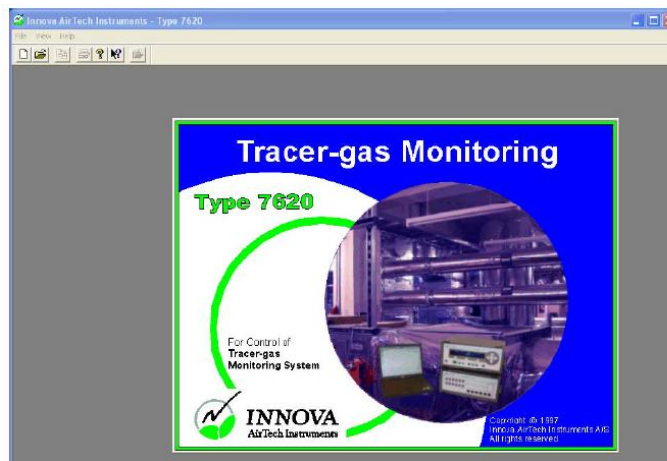 Innova AirTech Instruments - Type 7620
File View Help
Tracer-gas Monitoring
Type 7620
For Control of
Tracer-gas
Monitoring System
INNOVA
AirTech Instruments
Copyright © 1997
Innova AirTech Instruments A/S
All rights reserved